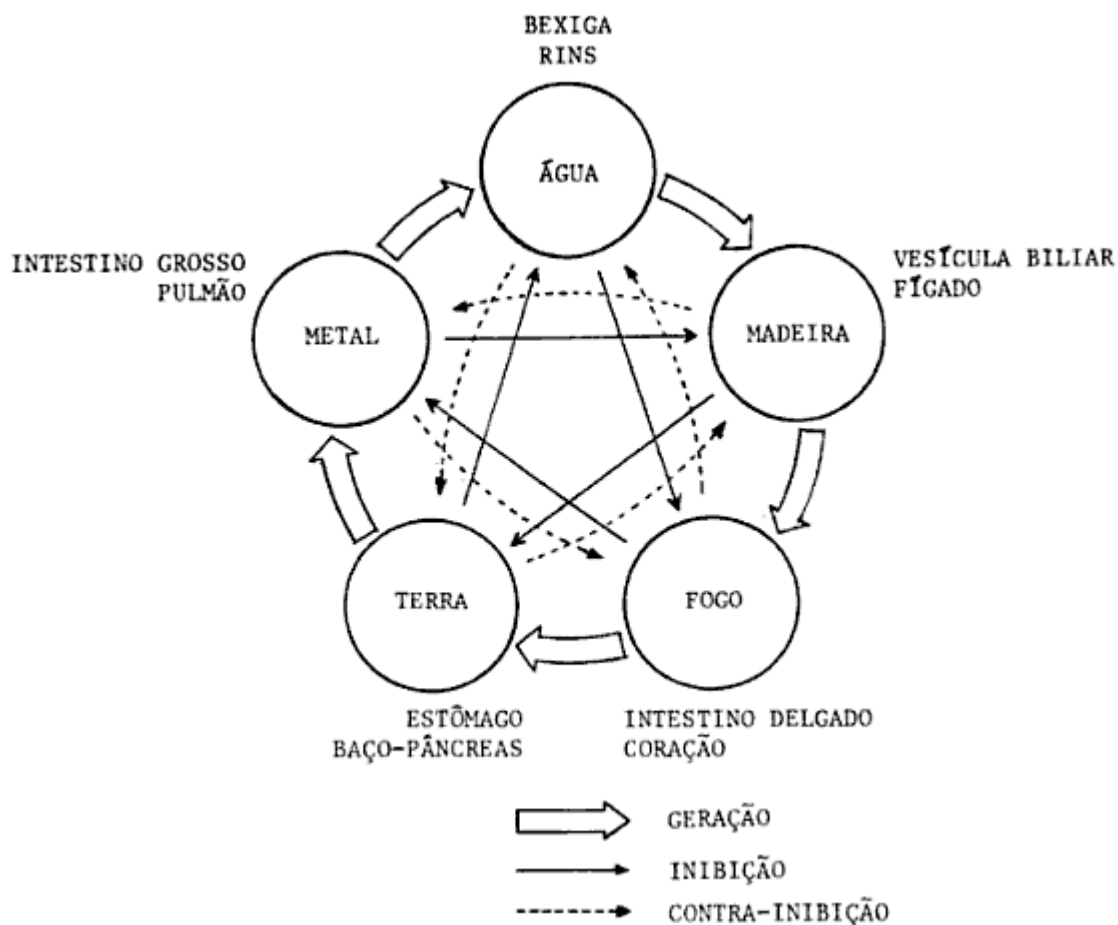 BEXIGA
RINS
ÁGUA
INTESTINO GROSSO
PULMÃO
VESÍCULA BILIAR
FÍGADO
METAL
MADEIRA
TERRA
FOGO
ESTÔMAGO
BAÇO-PÂNCREAS
INTESTINO DELGADO
CORAÇÃO
GERAÇÃO
INIBIÇÃO
CONTRA-INIBIÇÃO